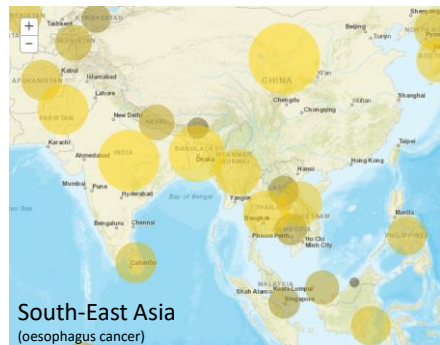 Tashkent
KYRGYZSTAN
TAJIKISTAN
Beijing
Tianjin
+
−
AFGHANISTAN
Kabul
Islamabad
Lahore
PAKISTAN
CHINA
Xi'an
Chengdu
Chongqing
Wuhan
Shanghai
New Delhi
NEPAL
Karachi
Ahmedabad
INDIA
BANGLADESH
Dhaka
MYANMAR
Taipei
Hong Kong
Hanoi
Mumbai
Pune
Hyderabad
Bay of Bengal
Yangon
LAOS
THAILAND
VIETNAM
Bangkok
Manila
Bengaluru
Chennai
CAMBODIA
Phnom Penh
Ho Chi
Minh City
PHILIPPINES
Colombo
MALAYSIA
Shah Alam
Kuala Lumpur
Singapore
South-East Asia
(oesophagus cancer)